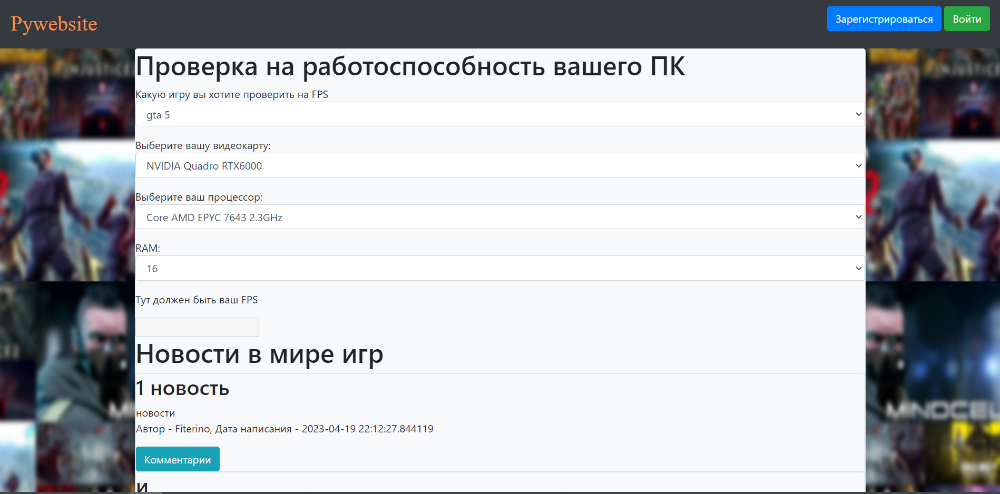 Pywebsite
Зарегистрироваться
Войти
Проверка на работоспособность вашего ПК
Какую игру вы хотите проверить на FPS
gta 5
Выберите вашу видеокарту:
NVIDIA Quadro RTX6000
Выберите ваш процессор:
Core AMD EPYC 7643 2.3GHz
RAM:
16
Тут должен быть ваш FPS
Новости в мире игр
1 новость
новости
Автор - Fiterino, Дата написания - 2023-04-19 22:12:27.844119
Комментарии
и